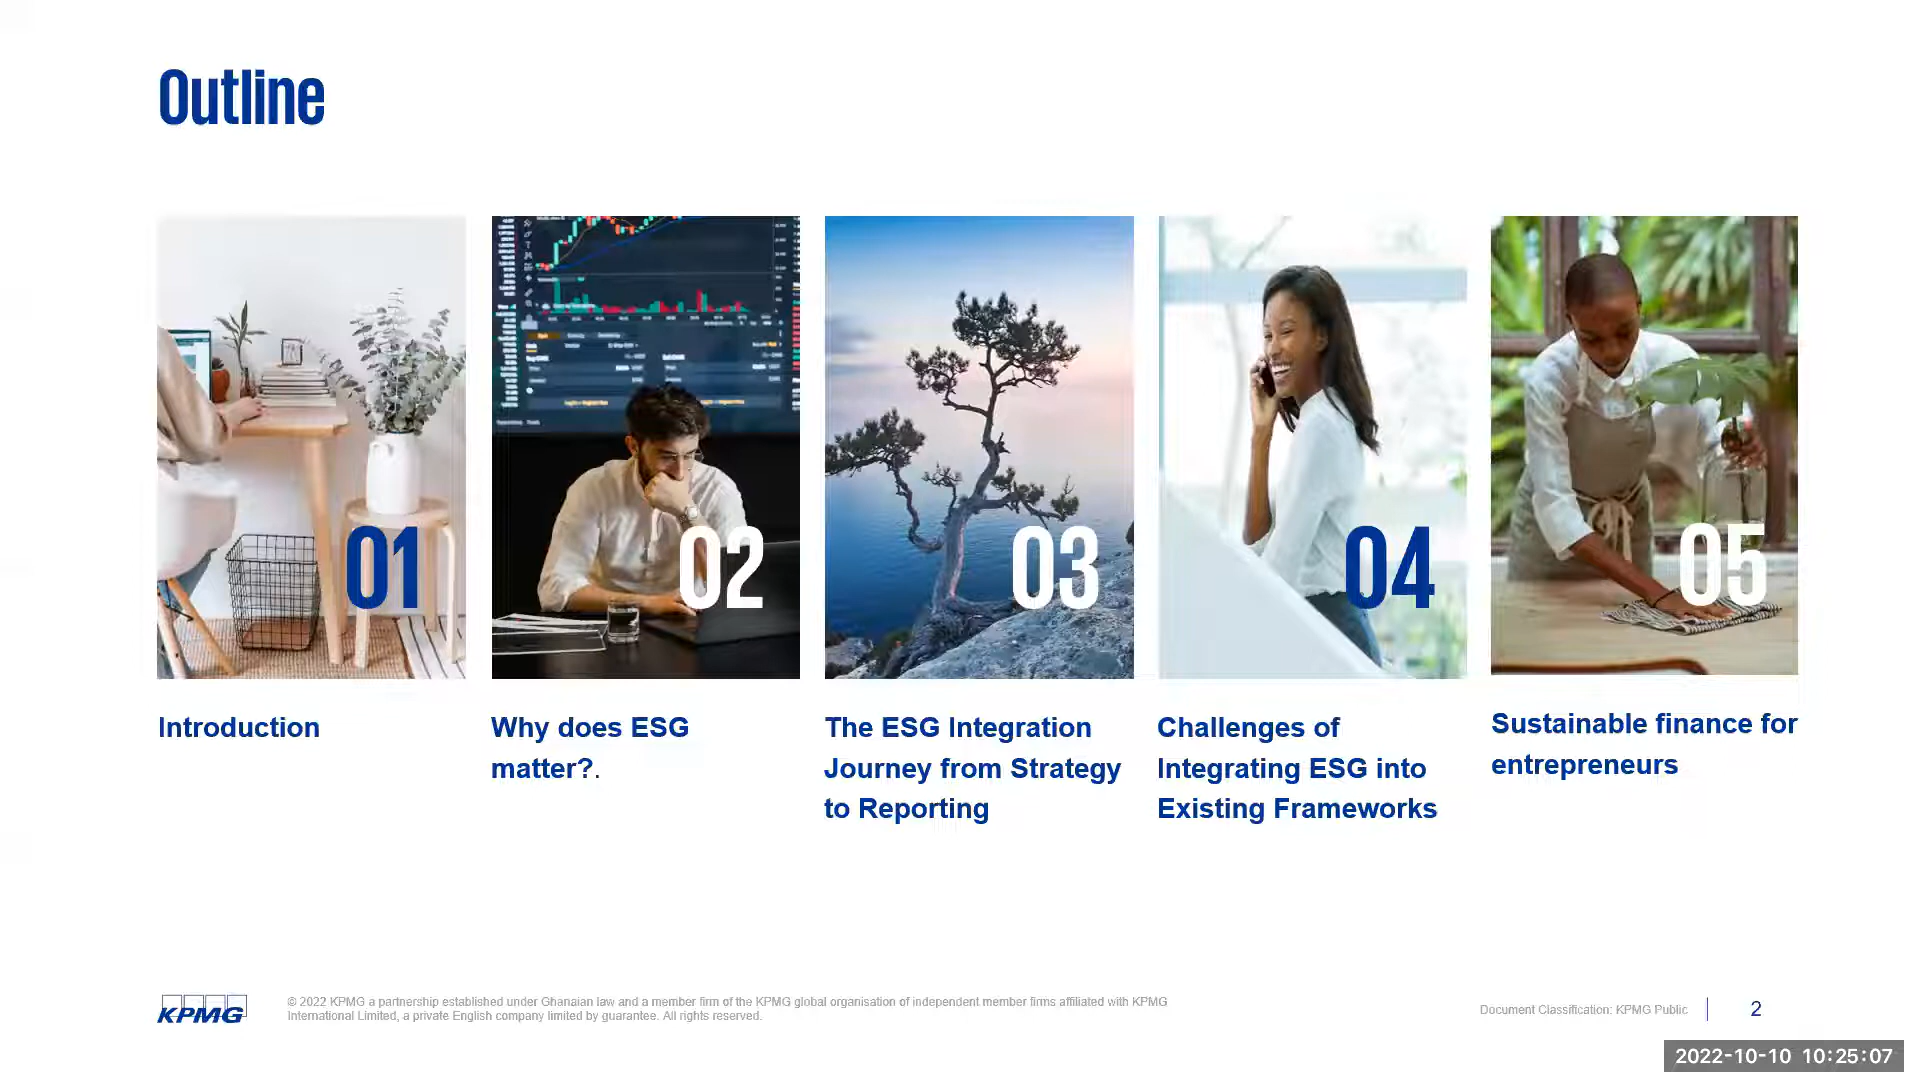 Outline
01
02
03
04
05
Introduction
Why does ESG
matter?.
The ESG Integration
Journey from Strategy
to Reporting
Challenges of
Integrating ESG into
Existing Frameworks
Sustainable finance for
entrepreneurs
KPMG
© 2022 KPMG a partnership established under Ghanaian law and a member firm of the KPMG global organisation of independent member firms affiliated with KPMG
International Limited, a private English company limited by guarantee. All rights reserved.
Document Classification: KPMG Public
2
2022-10-10 10:25:07